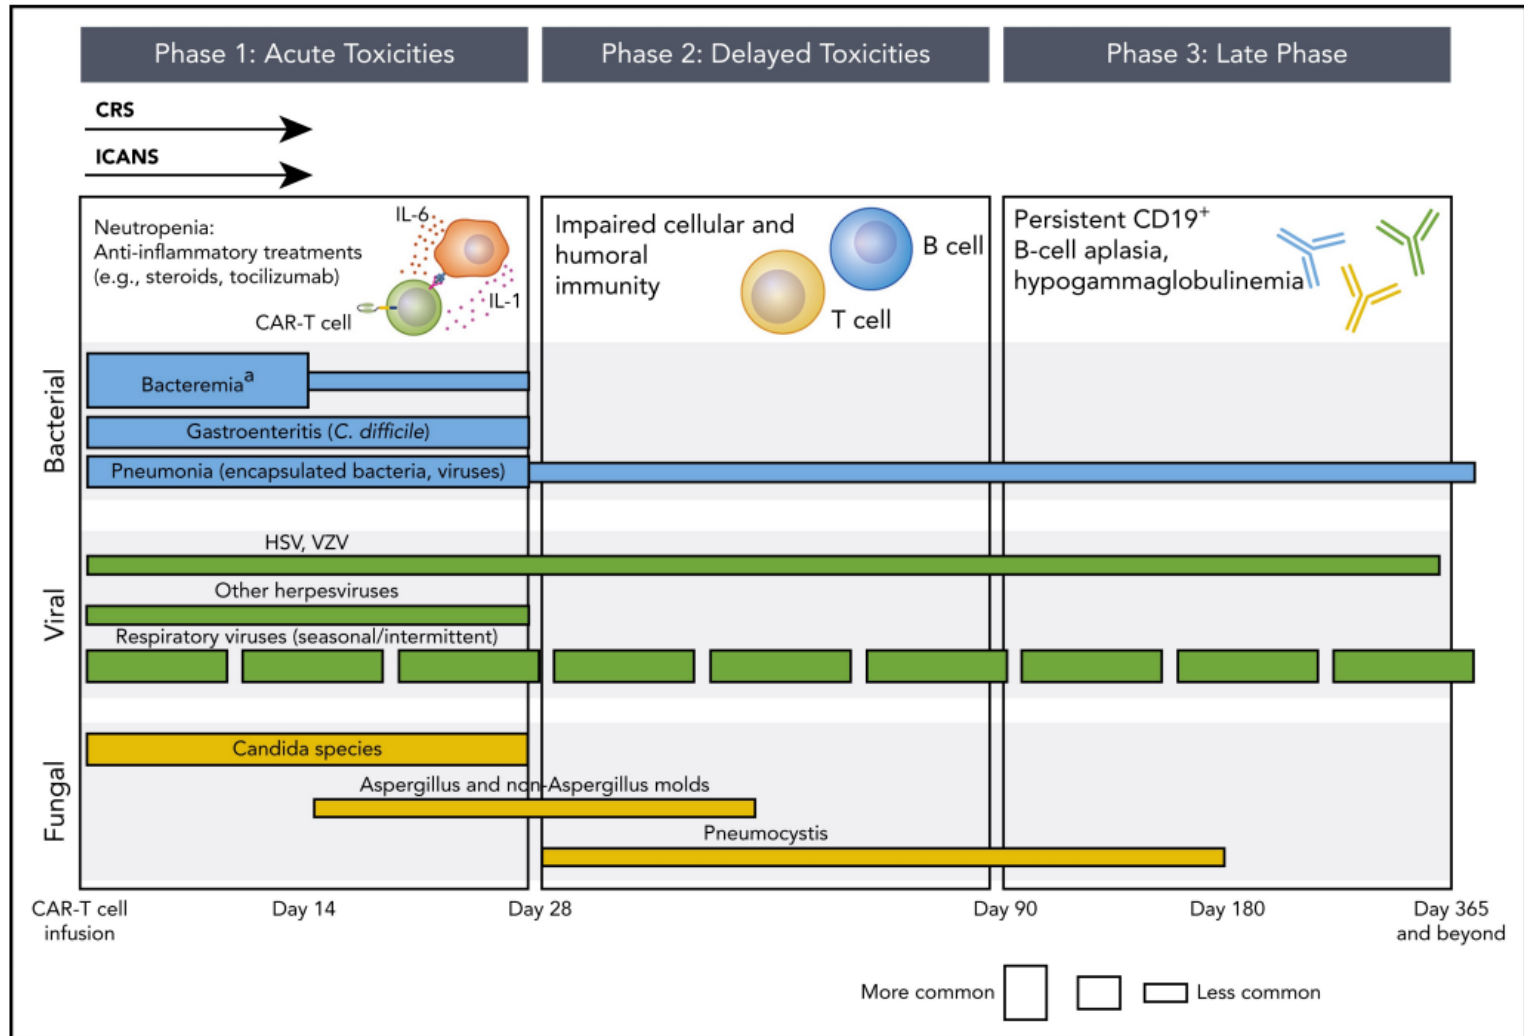 Phase 1: Acute Toxicities
Phase 2: Delayed Toxicities
Phase 3: Late Phase
CRS
ICANS
Neutropenia:
Anti-inflammatory treatments
(e.g., steroids, tocilizumab)
IL-6
IL-1
CAR-T cell
Impaired cellular and
humoral
immunity
B cell
T cell
Persistent CD19⁺
B-cell aplasia,
hypogammaglobulinemia
Bacterial
Bacteremiaᵃ
Gastroenteritis (C. difficile)
Pneumonia (encapsulated bacteria, viruses)
Viral
HSV, VZV
Other herpesviruses
Respiratory viruses (seasonal/intermittent)
Fungal
Candida species
Aspergillus and non-Aspergillus molds
Pneumocystis
CAR-T cell
infusion
Day 14
Day 28
Day 90
Day 180
Day 365
and beyond
More common
Less common